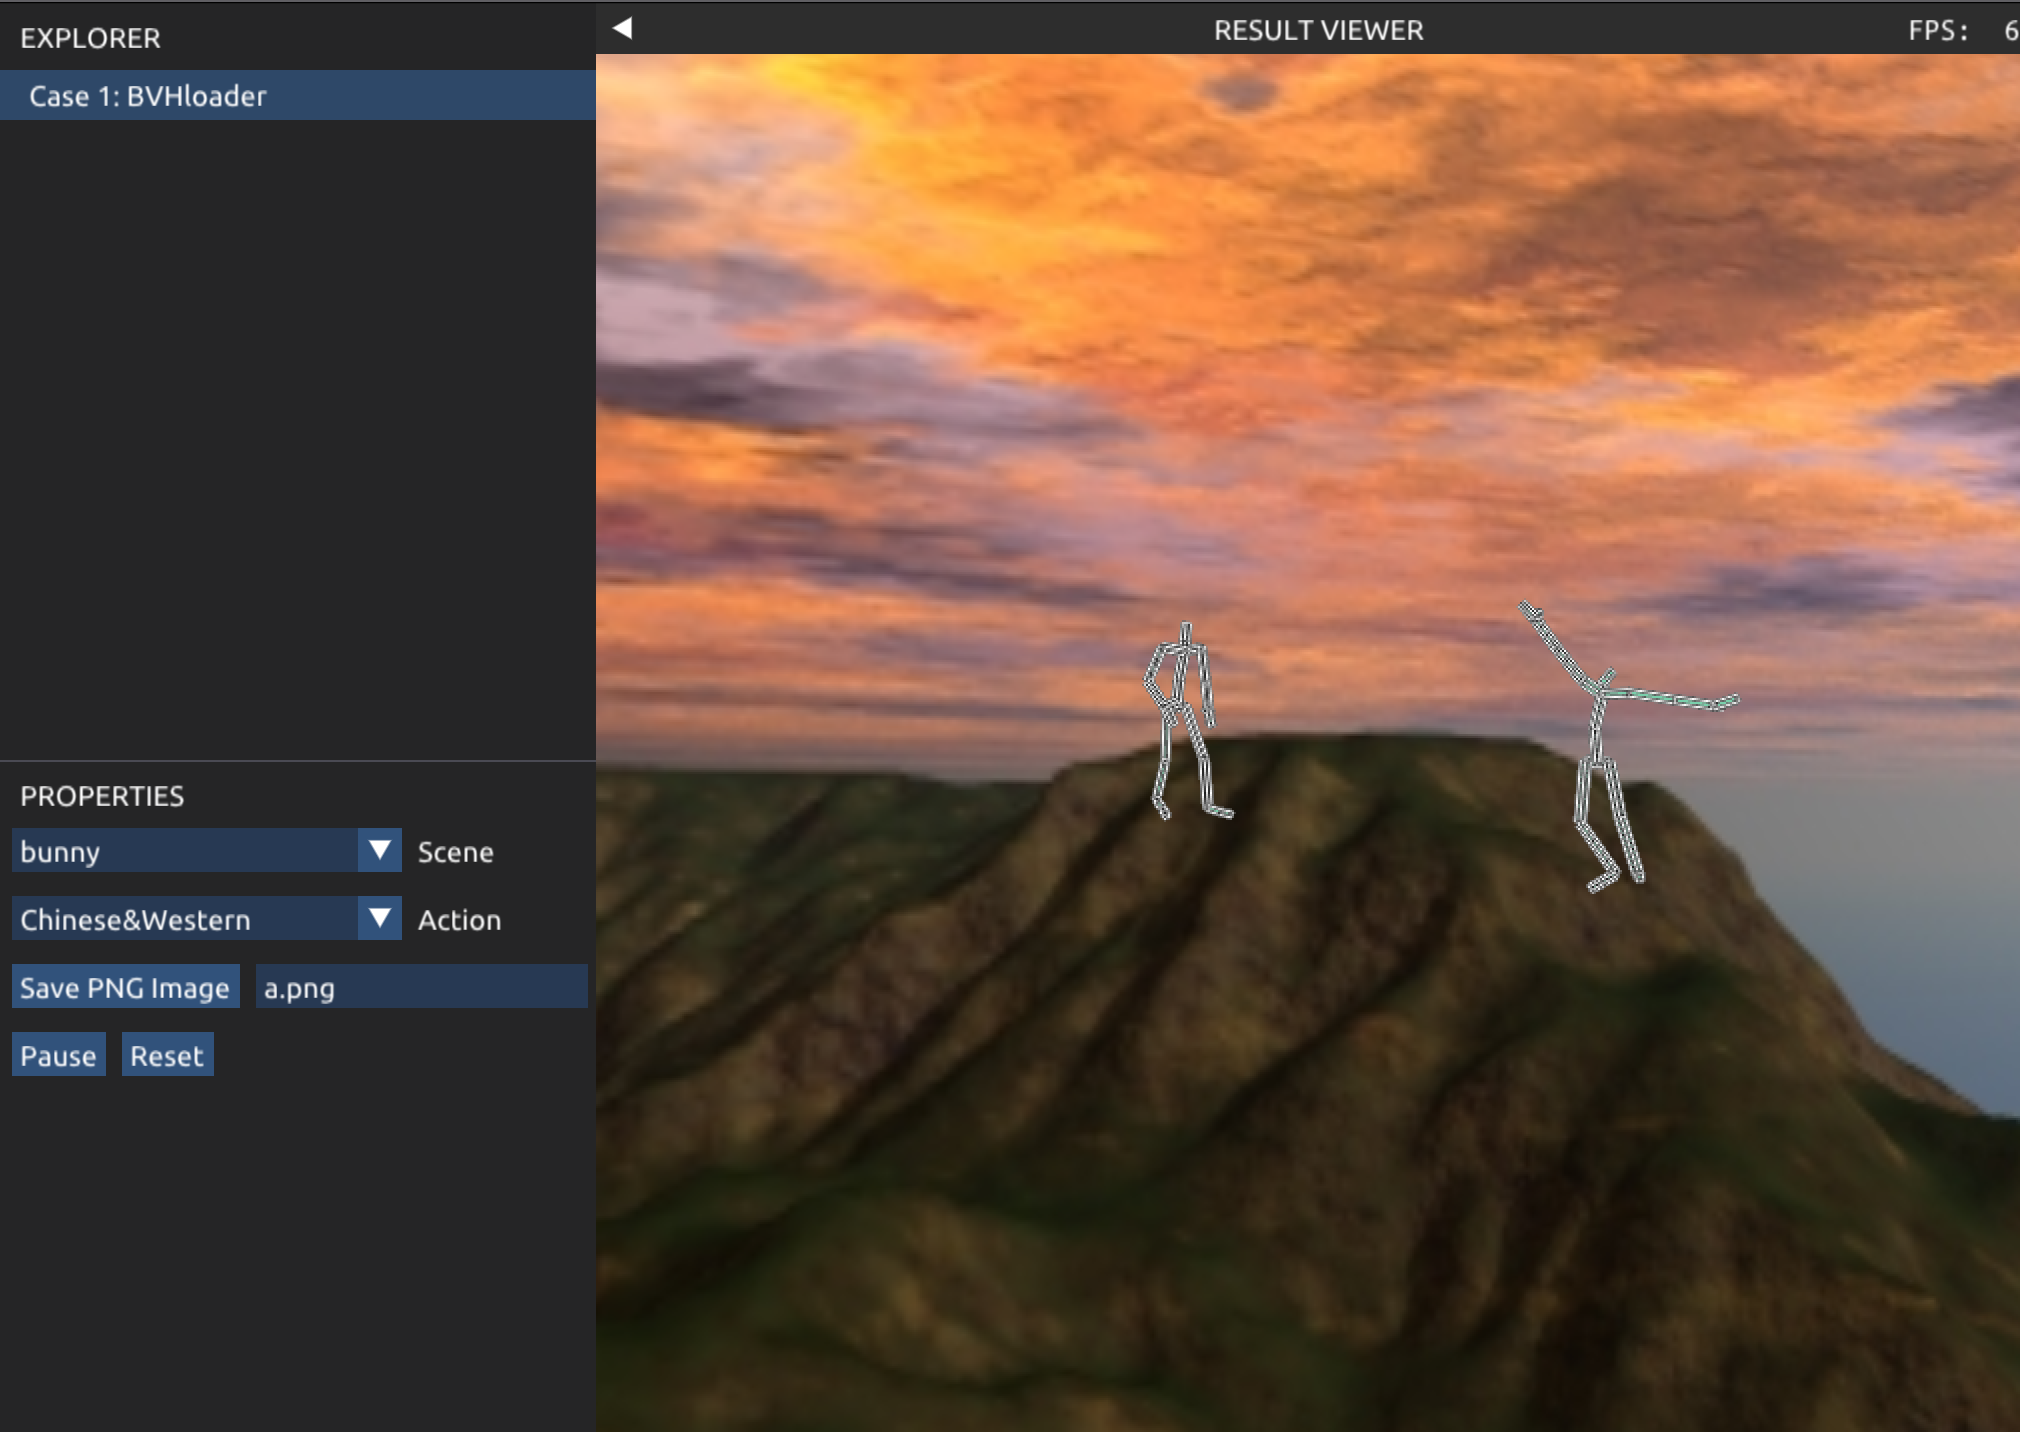 EXPLORER
Case 1: BVHloader
RESULT VIEWER
FPS: 6
PROPERTIES
bunny Scene
Chinese&Western Action
Save PNG Image a.png
Pause Reset